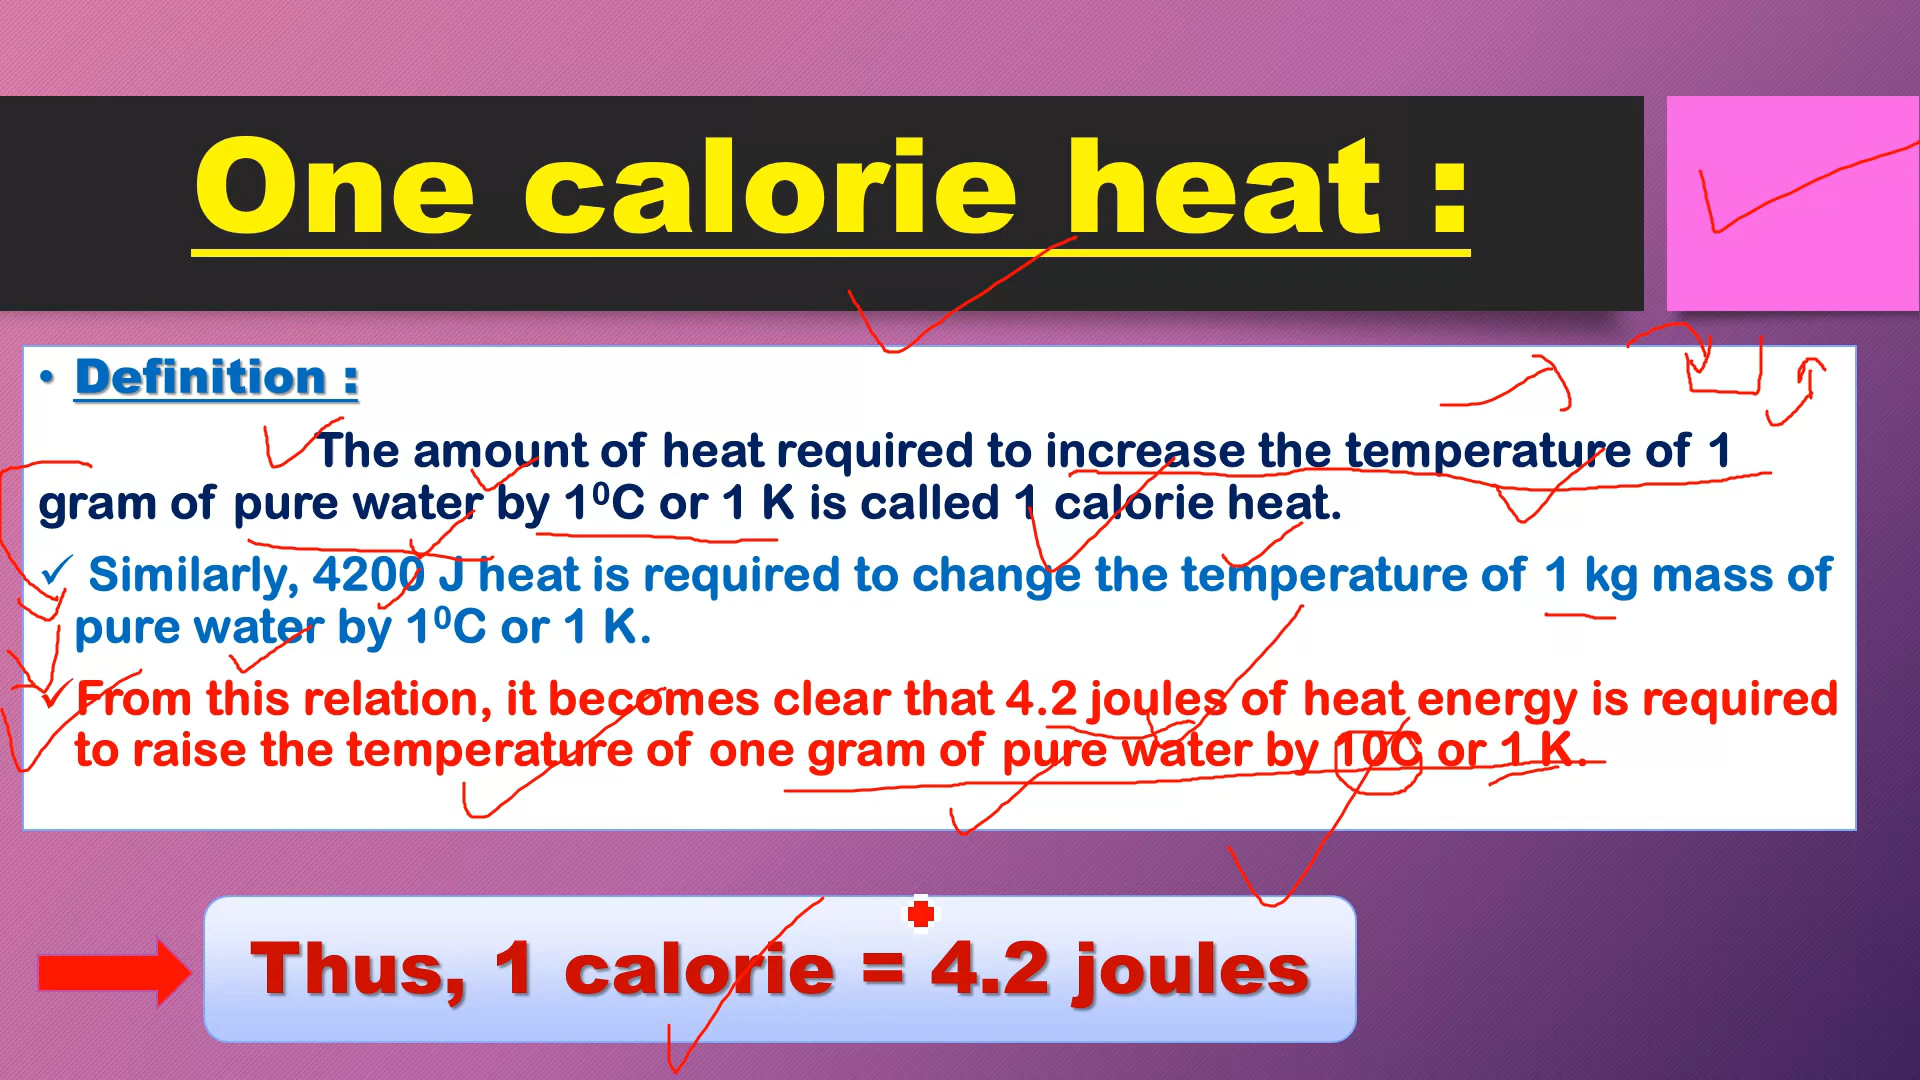 One calorie heat :
• Definition :
The amount of heat required to increase the temperature of 1
gram of pure water by 1⁰C or 1 K is called 1 calorie heat.
✓ Similarly, 4200 J heat is required to change the temperature of 1 kg mass of
pure water by 1⁰C or 1 K.
✓ From this relation, it becomes clear that 4.2 joules of heat energy is required
to raise the temperature of one gram of pure water by 10C or 1 K.
Thus, 1 calorie = 4.2 joules